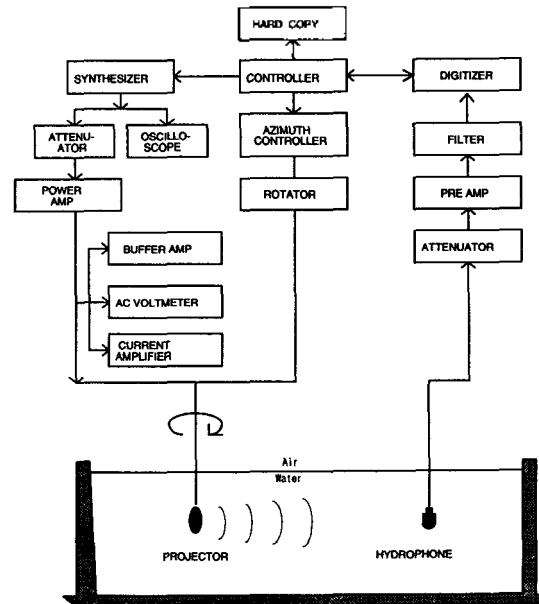 HARD COPY
SYNTHESIZER
CONTROLLER
DIGITIZER
ATTENU-
ATOR
OSCILLO-
SCOPE
AZIMUTH
CONTROLLER
FILTER
POWER
AMP
ROTATOR
PRE AMP
BUFFER AMP
ATTENUATOR
AC VOLTMETER
CURRENT
AMPLIFIER
Air
Water
PROJECTOR
HYDROPHONE